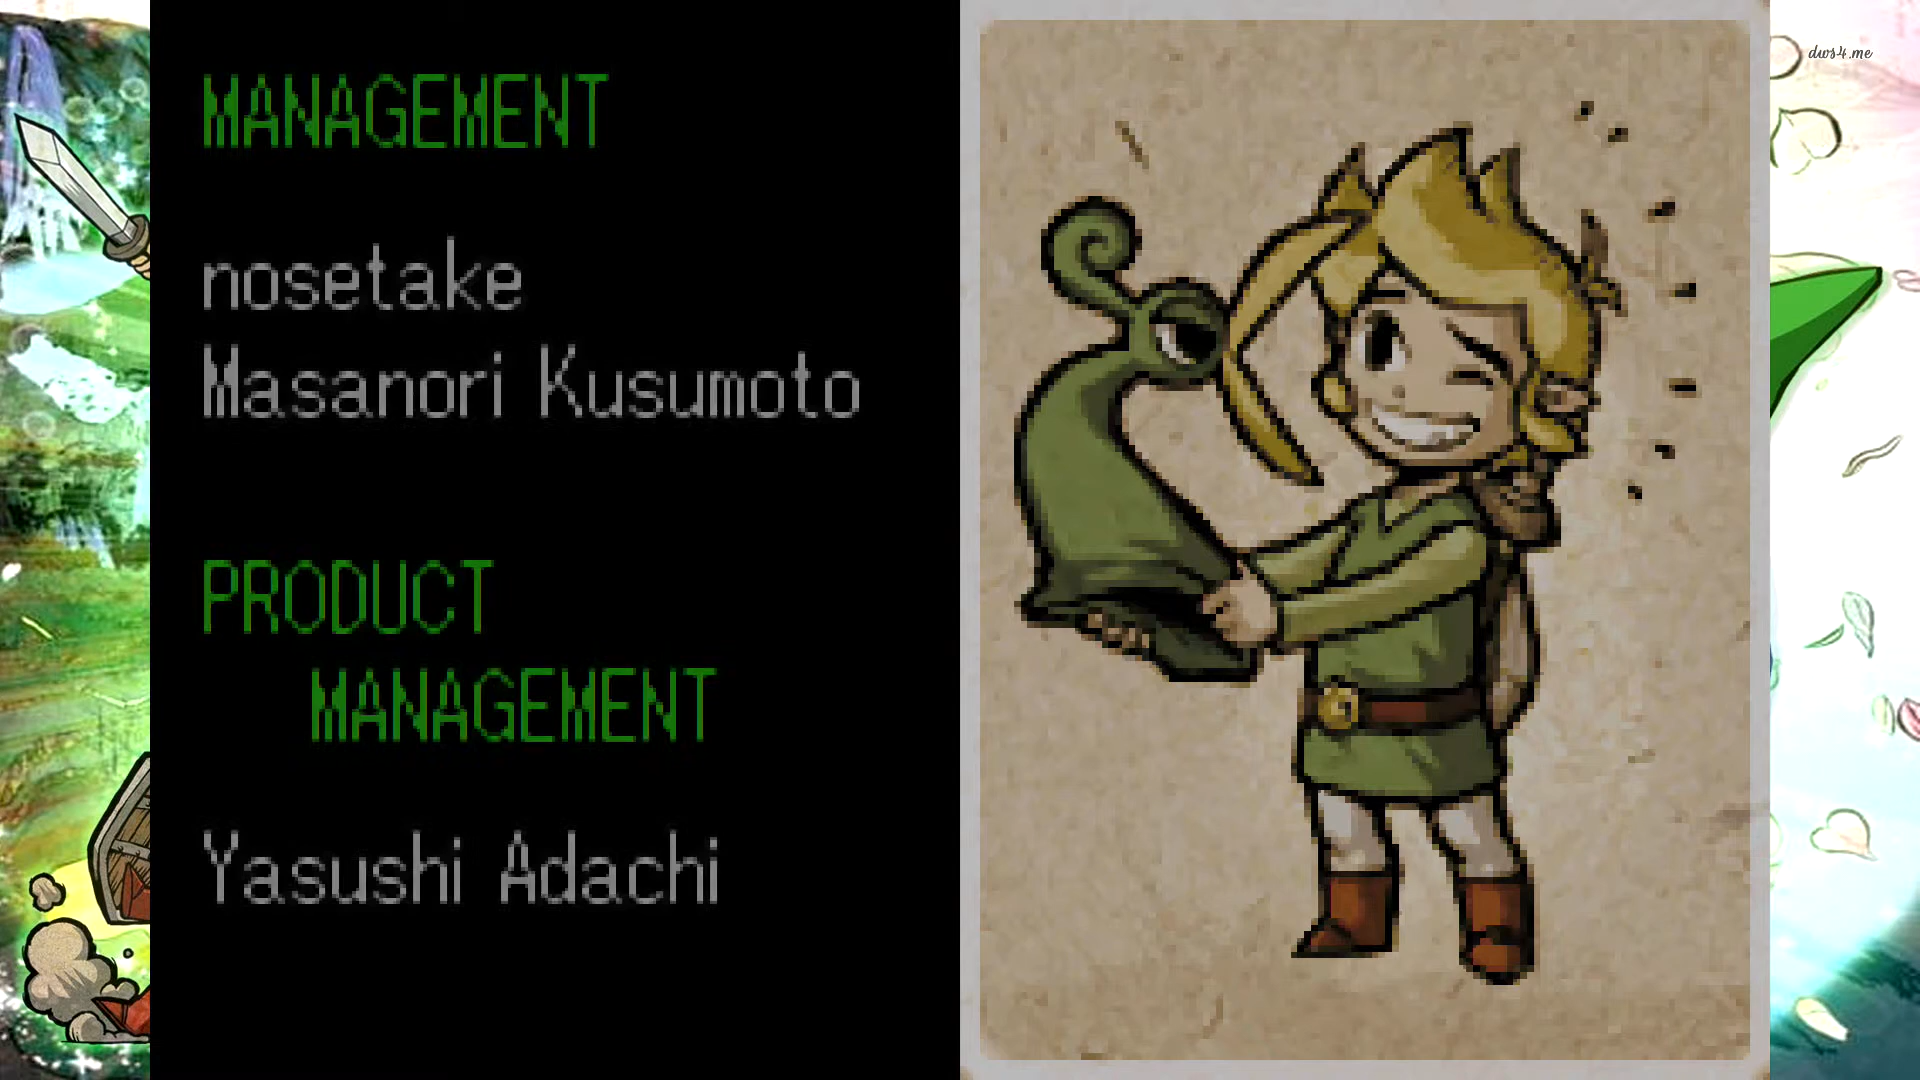 MANAGEMENT
nosetake
Masanori Kusumoto
PRODUCT
MANAGEMENT
Yasushi Adachi
dws4.me